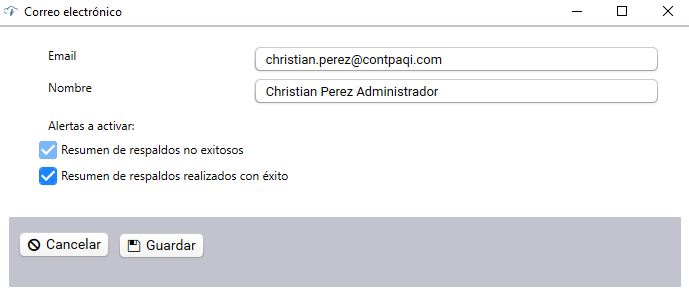 Correo electrónico
Email
christian.perez@contpaqi.com
Nombre
Christian Perez Administrador
Alertas a activar:
Resumen de respaldos no exitosos
Resumen de respaldos realizados con éxito
Cancelar
Guardar